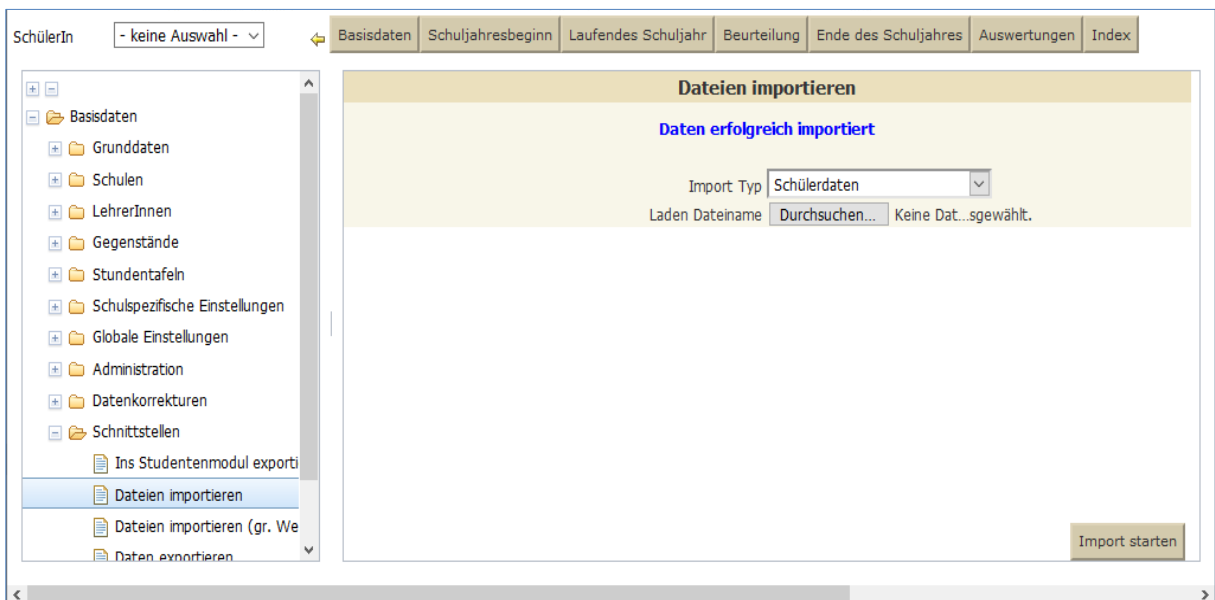 SchülerIn
- keine Auswahl -
Basisdaten
Schuljahresbeginn
Laufendes Schuljahr
Beurteilung
Ende des Schuljahres
Auswertungen
Index
Basisdaten
Grunddaten
Schulen
LehrerInnen
Gegenstände
Stundentafeln
Schulspezifische Einstellungen
Globale Einstellungen
Administration
Datenkorrekturen
Schnittstellen
Ins Studentenmodul exporti
Dateien importieren
Dateien importieren (gr. We
Daten exportieren
Dateien importieren
Daten erfolgreich importiert
Import Typ Schülerdaten
Laden Dateiname Durchsuchen... Keine Dat...sgewählt.
Import starten